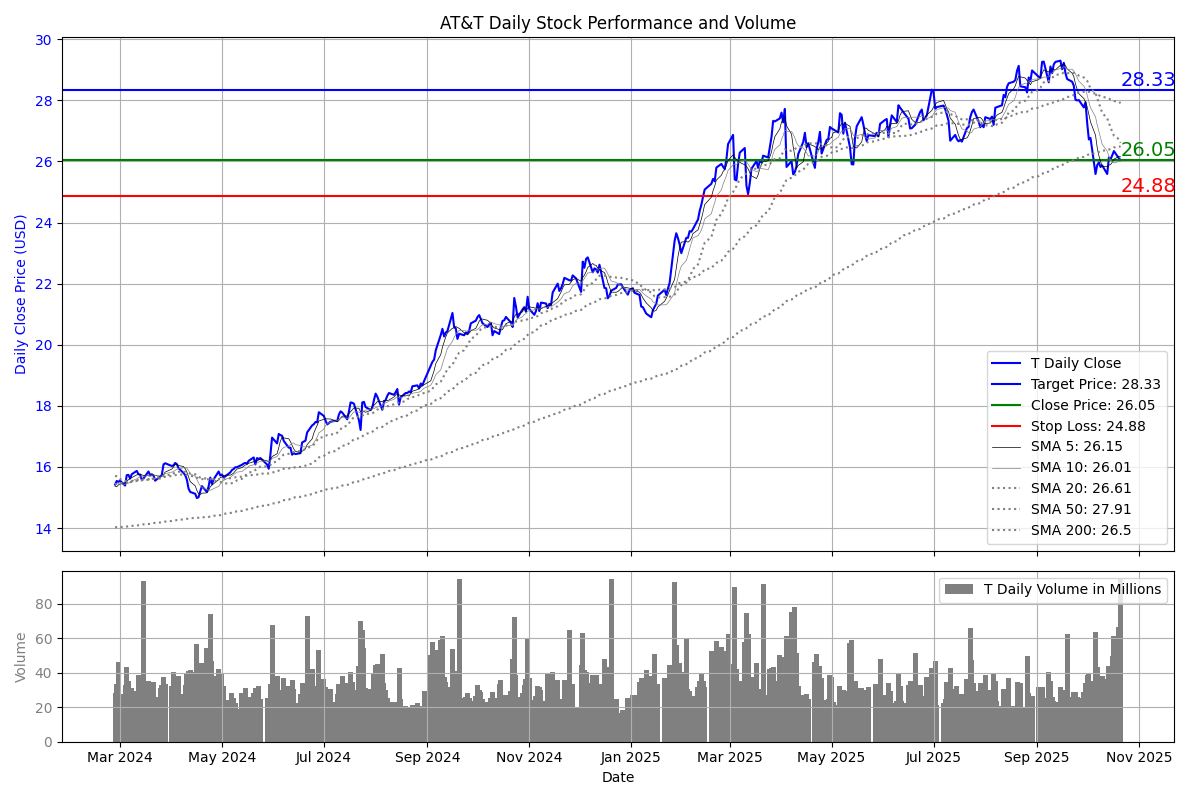 AT&T Daily Stock Performance and Volume
30
28
26
24
22
20
18
16
14
Daily Close Price (USD)
28.33
26.05
24.88
T Daily Close
Target Price: 28.33
Close Price: 26.05
Stop Loss: 24.88
SMA 5: 26.15
SMA 10: 26.01
SMA 20: 26.61
SMA 50: 27.91
SMA 200: 26.5
80
60
40
20
0
Volume
T Daily Volume in Millions
Mar 2024 May 2024 Jul 2024 Sep 2024 Nov 2024 Jan 2025 Mar 2025 May 2025 Jul 2025 Sep 2025 Nov 2025
Date